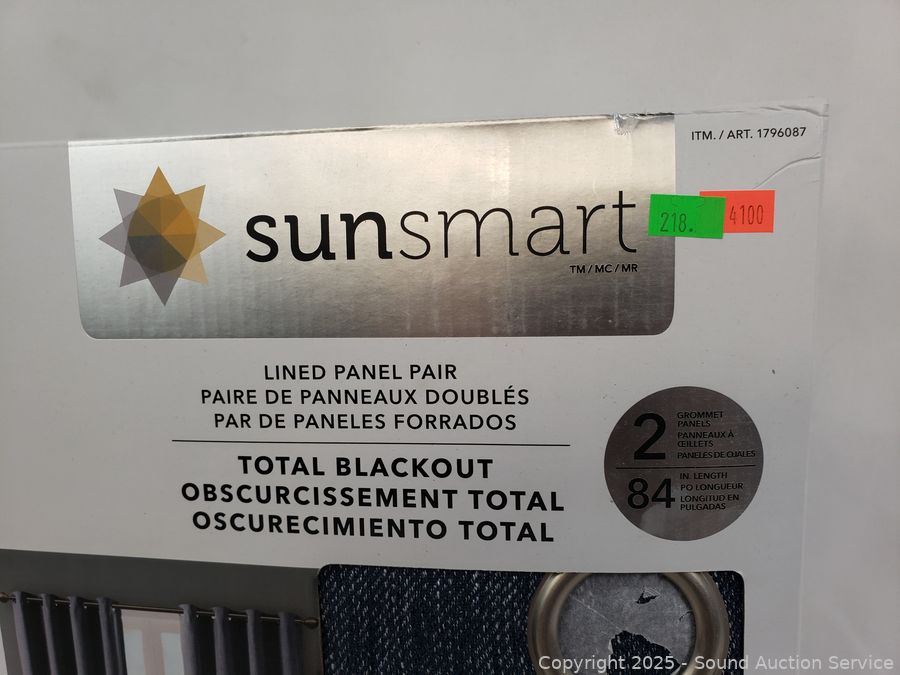 ITM. / ART. 1796087
sunsmart
TM / MC / MR
218.
4100
LINED PANEL PAIR
PAIRE DE PANNEAUX DOUBLÉS
PAR DE PANELES FORRADOS
TOTAL BLACKOUT
OBSCURCISSEMENT TOTAL
OSCURECIMIENTO TOTAL
2
GROMMET
PANELS
PANNEAUX À
ŒILLETS
PANELES DE OJALES
84
IN. LENGTH
PO LONGUEUR
LONGITUD EN
PULGADAS
Copyright 2025 - Sound Auction Service